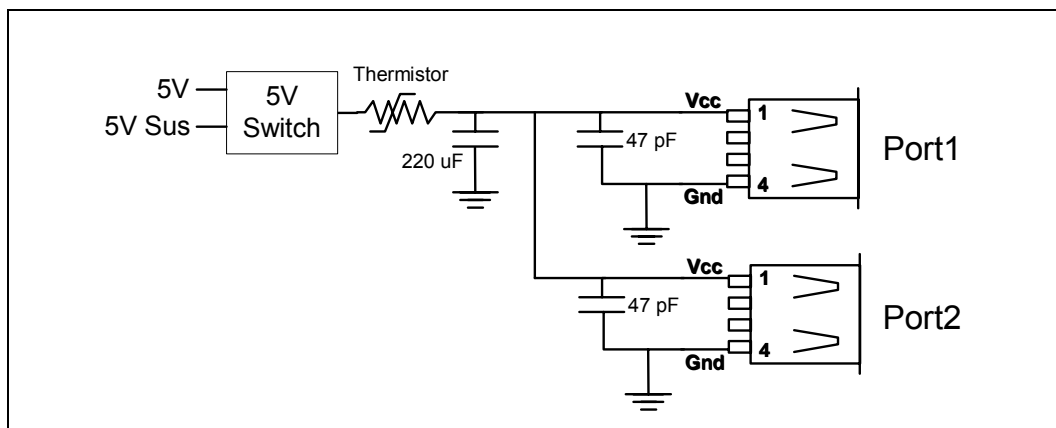 Thermistor
5V
5V Sus
5V
Switch
220 uF
47 pF
Vcc
1
4
Gnd
Port1
47 pF
Vcc
1
4
Gnd
Port2